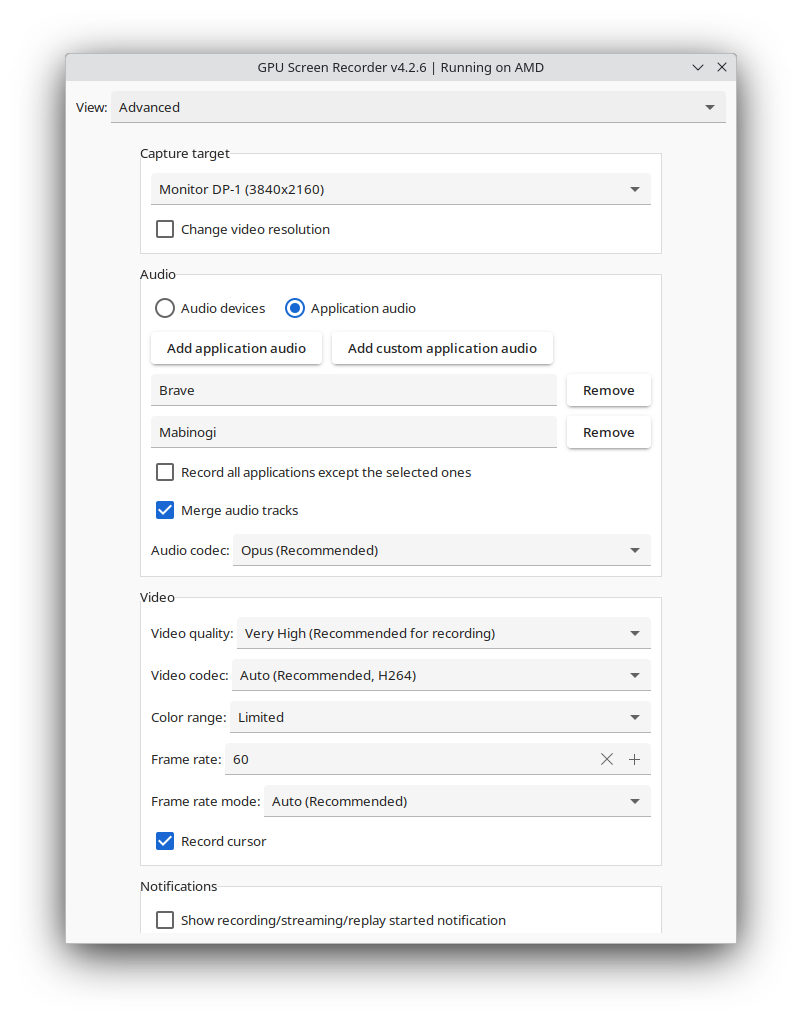 GPU Screen Recorder v4.2.6 | Running on AMD
View: Advanced
Capture target
Monitor DP-1 (3840x2160)
Change video resolution
Audio
Audio devices Application audio
Add application audio Add custom application audio
Brave Remove
Mabinogi Remove
Record all applications except the selected ones
Merge audio tracks
Audio codec: Opus (Recommended)
Video
Video quality: Very High (Recommended for recording)
Video codec: Auto (Recommended, H264)
Color range: Limited
Frame rate: 60
Frame rate mode: Auto (Recommended)
Record cursor
Notifications
Show recording/streaming/replay started notification